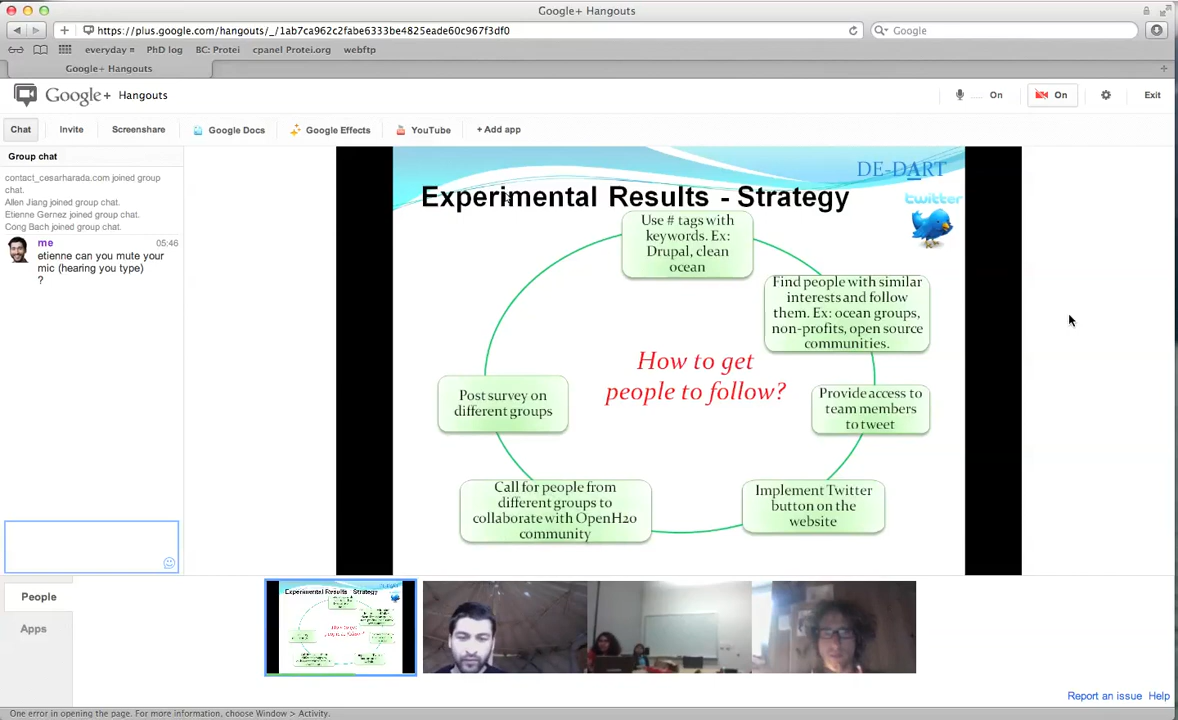 Google+ Hangouts
https://plus.google.com/hangouts/_/1ab7ca962c2fabe6333be4825eade60c967f3df0
Google
everyday
PhD log
BC: Protei
cpanel Protei.org
webftp
Google+ Hangouts
Google+ Hangouts
On
On
Exit
Chat
Invite
Screenshare
Google Docs
Google Effects
YouTube
+ Add app
Group chat
contact_cesarharada.com joined group
chat.
Allen Jiang joined group chat.
Etienne Gernez joined group chat.
Cong Bach joined group chat.
me 05:46
etienne can you mute your
mic (hearing you type)
?
DE-DART
Experimental Results - Strategy
twitter
Use # tags with
keywords. Ex:
Drupal, clean
ocean
Find people with similar
interests and follow
them. Ex: ocean groups,
non-profits, open source
communities.
How to get
people to follow?
Provide access to
team members
to tweet
Post survey on
different groups
Call for people from
different groups to
collaborate with OpenH20
community
Implement Twitter
button on the
website
People
Apps
Experimental Results - Strategy
Report an issue Help
One error in opening the page. For more information, choose Window > Activity.